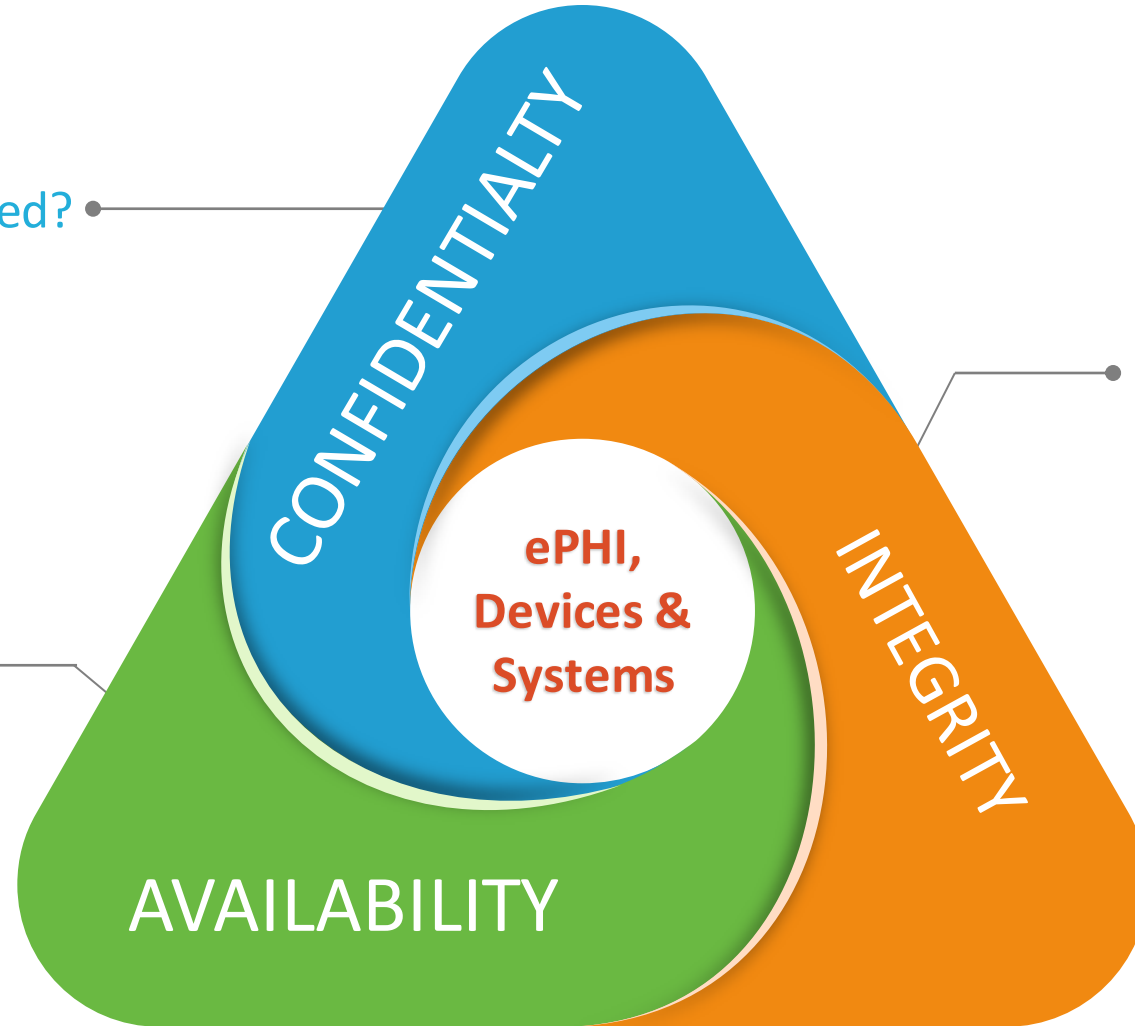 CONFIDENTIALTY
ed?
ePHI,
Devices &
Systems
INTEGRITY
AVAILABILITY